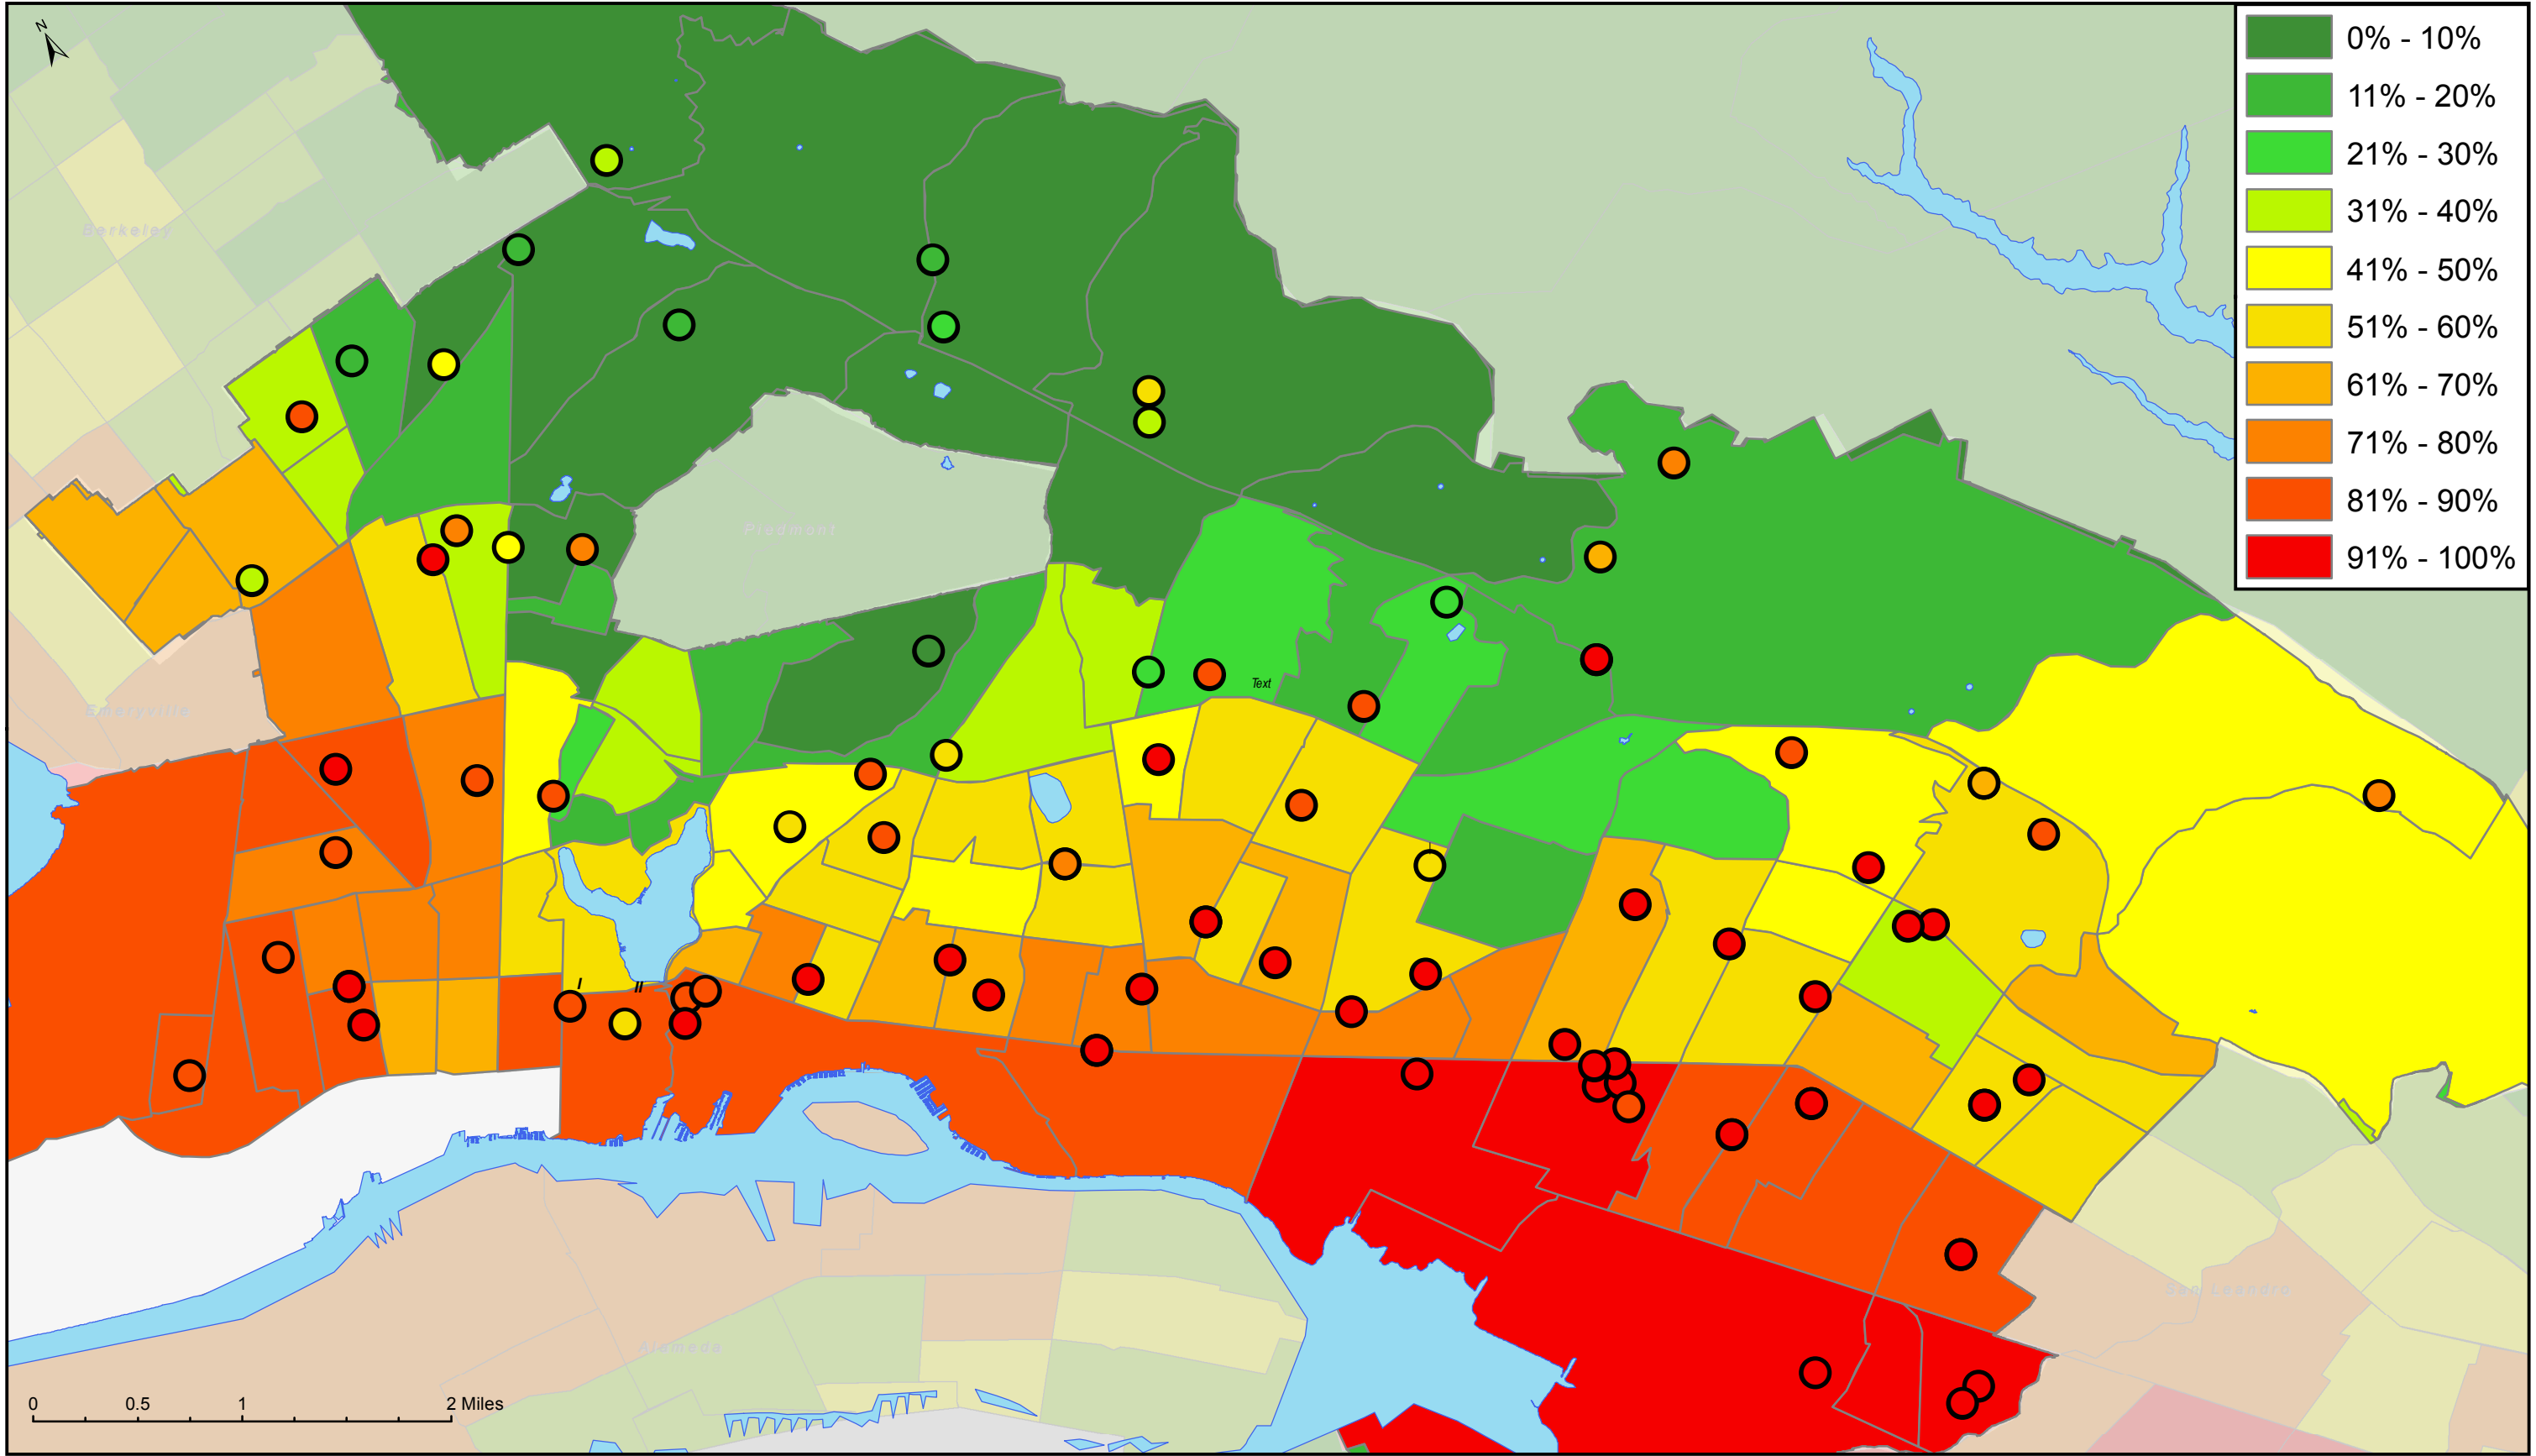 N
0% - 10%
11% - 20%
21% - 30%
31% - 40%
41% - 50%
51% - 60%
61% - 70%
71% - 80%
81% - 90%
91% - 100%
Berkeley
Piedmont
Text
Emeryville
I
II
San Leandro
Alameda
0 0.5 1 2 Miles